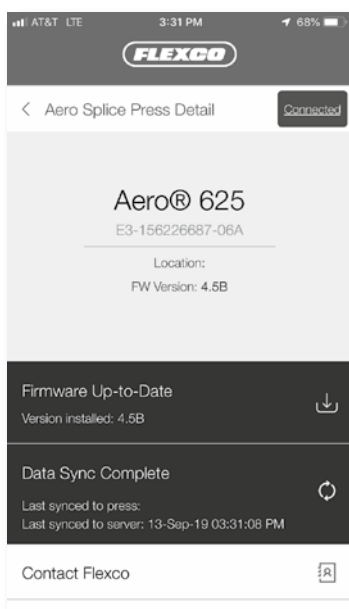 AT&T LTE 3:31 PM 68%
FLEXCO
Aero Splice Press Detail Connected
Aero® 625
E3-156226687-06A
Location:
FW Version: 4.5B
Firmware Up-to-Date
Version installed: 4.5B
Data Sync Complete
Last synced to press:
Last synced to server: 13-Sep-19 03:31:08 PM
Contact Flexco